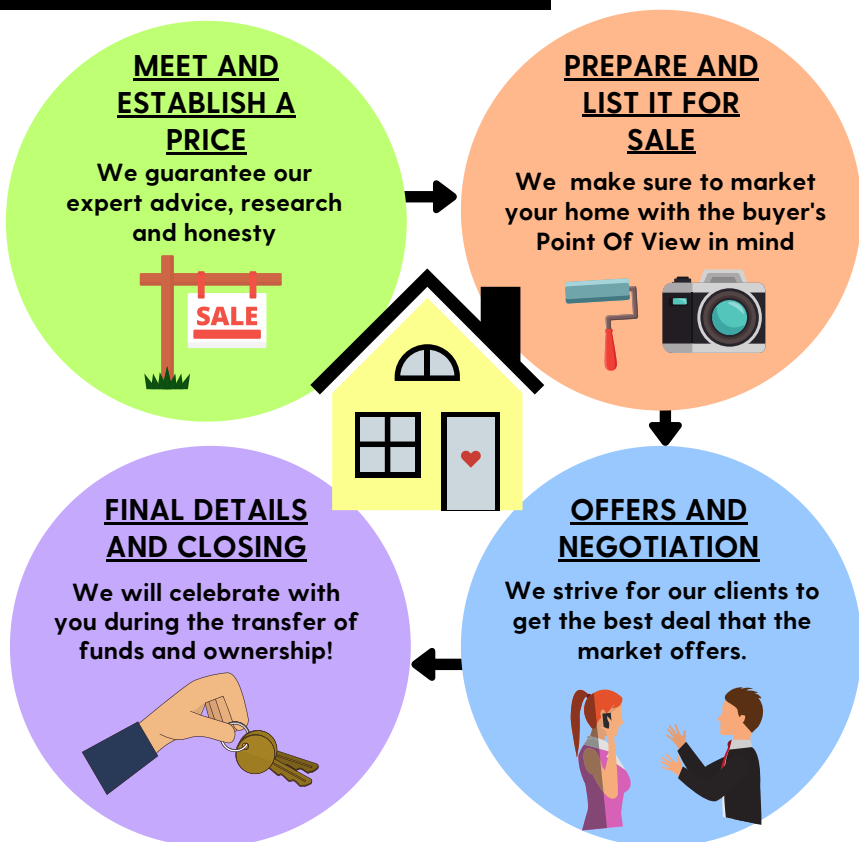 MEET AND
ESTABLISH A
PRICE
We guarantee our
expert advice, research
and honesty
SALE
PREPARE AND
LIST IT FOR
SALE
We make sure to market
your home with the buyer's
Point Of View in mind
OFFERS AND
NEGOTIATION
We strive for our clients to
get the best deal that the
market offers.
FINAL DETAILS
AND CLOSING
We will celebrate with
you during the transfer of
funds and ownership!